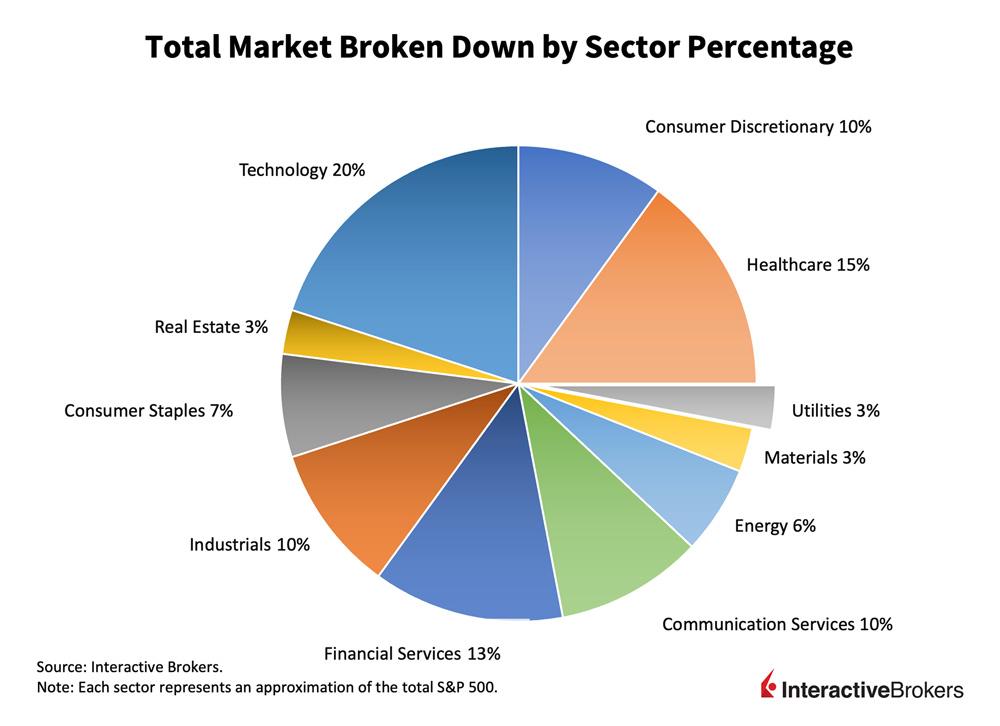 Total Market Broken Down by Sector Percentage
Consumer Discretionary 10%
Technology 20%
Healthcare 15%
Real Estate 3%
Consumer Staples 7%
Utilities 3%
Materials 3%
Energy 6%
Industrials 10%
Communication Services 10%
Financial Services 13%
Source: Interactive Brokers.
Note: Each sector represents an approximation of the total S&P 500.
InteractiveBrokers